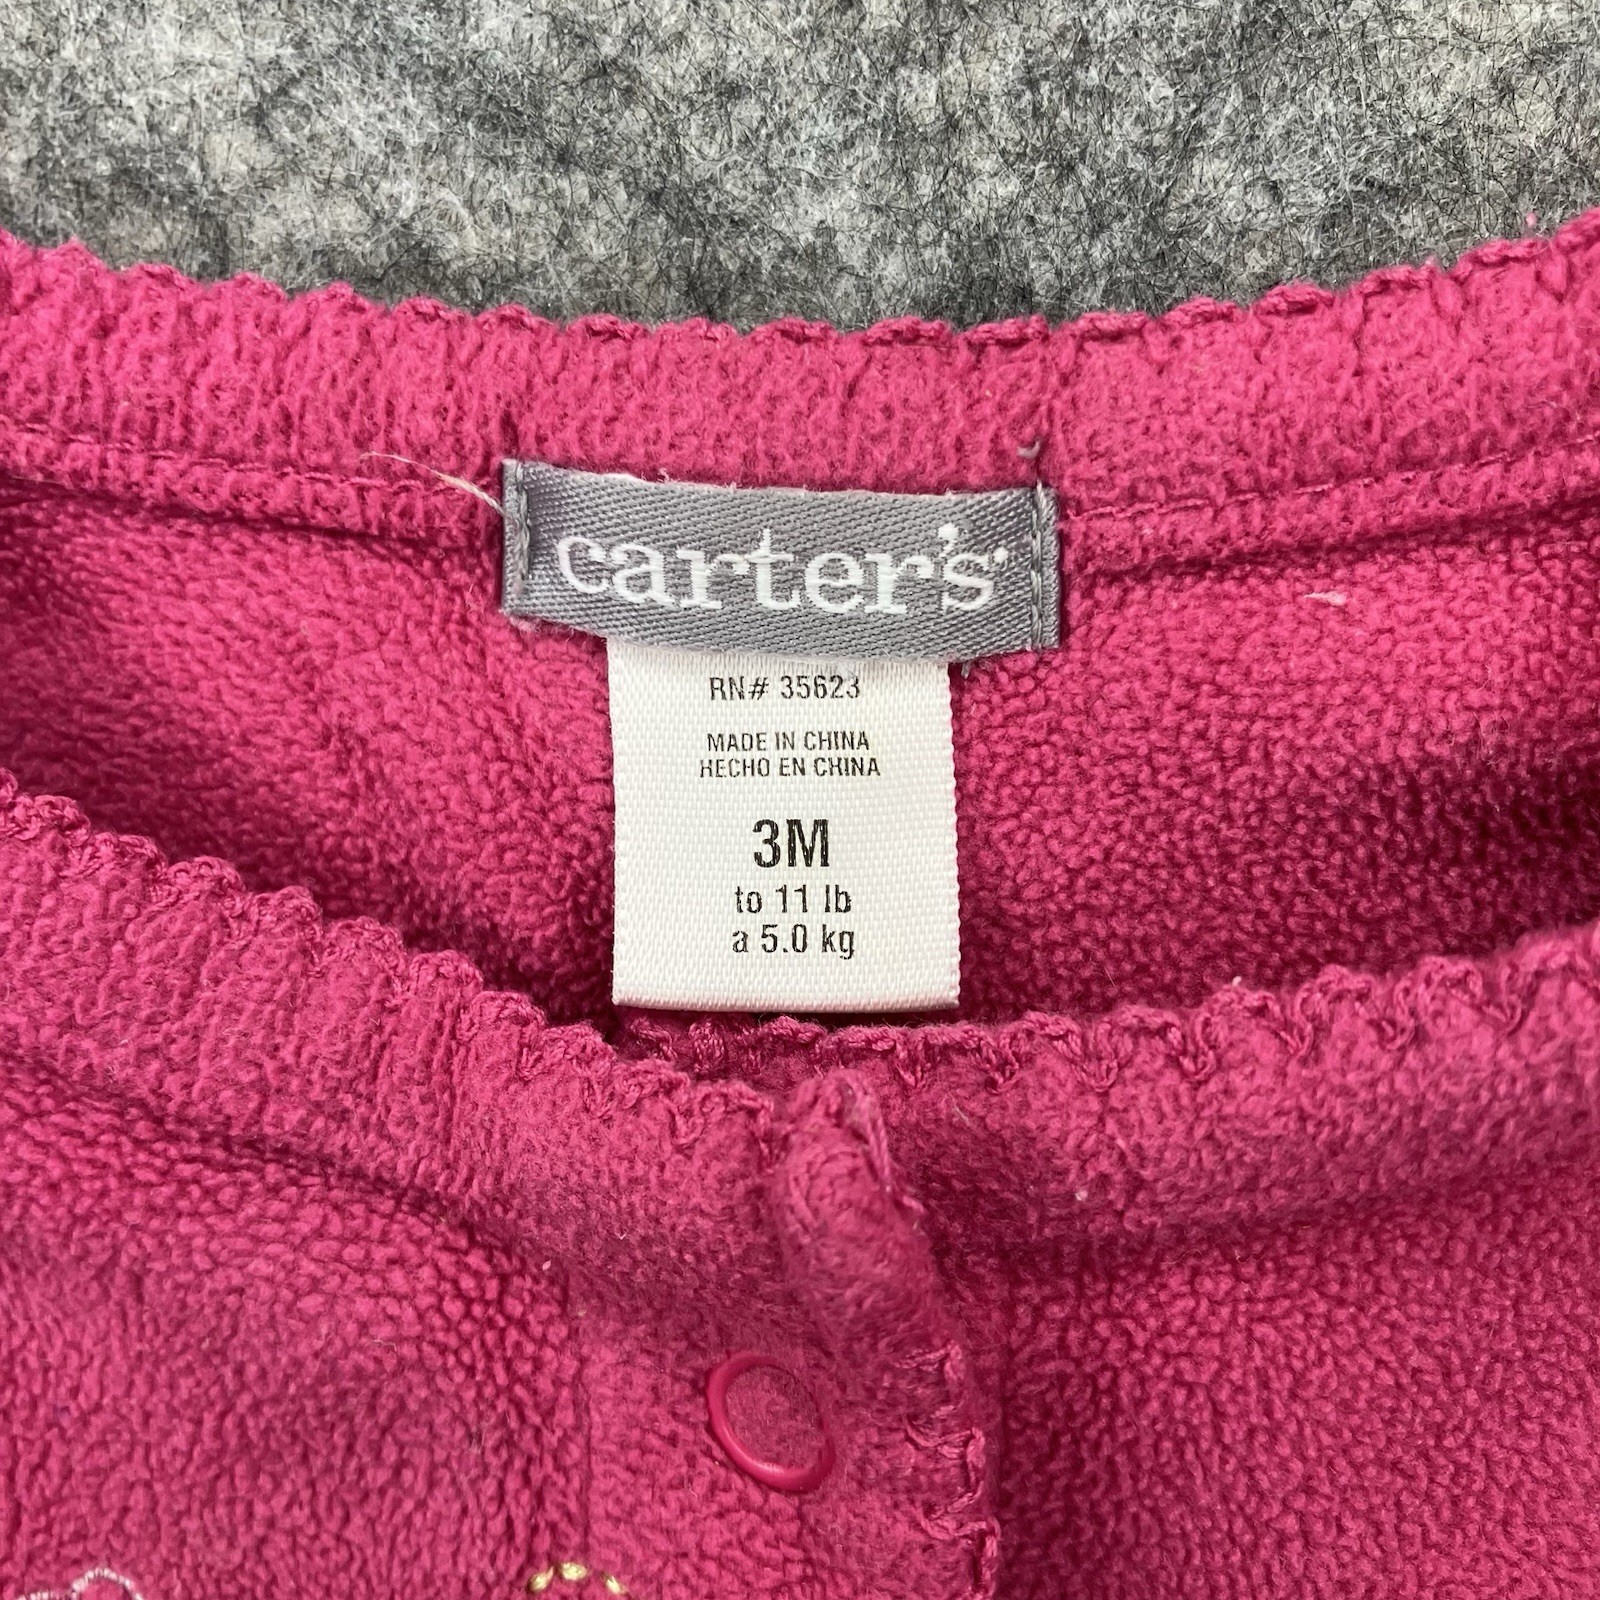 carter's
RN# 35623
MADE IN CHINA
HECHO EN CHINA
3M
to 11 lb
a 5.0 kg